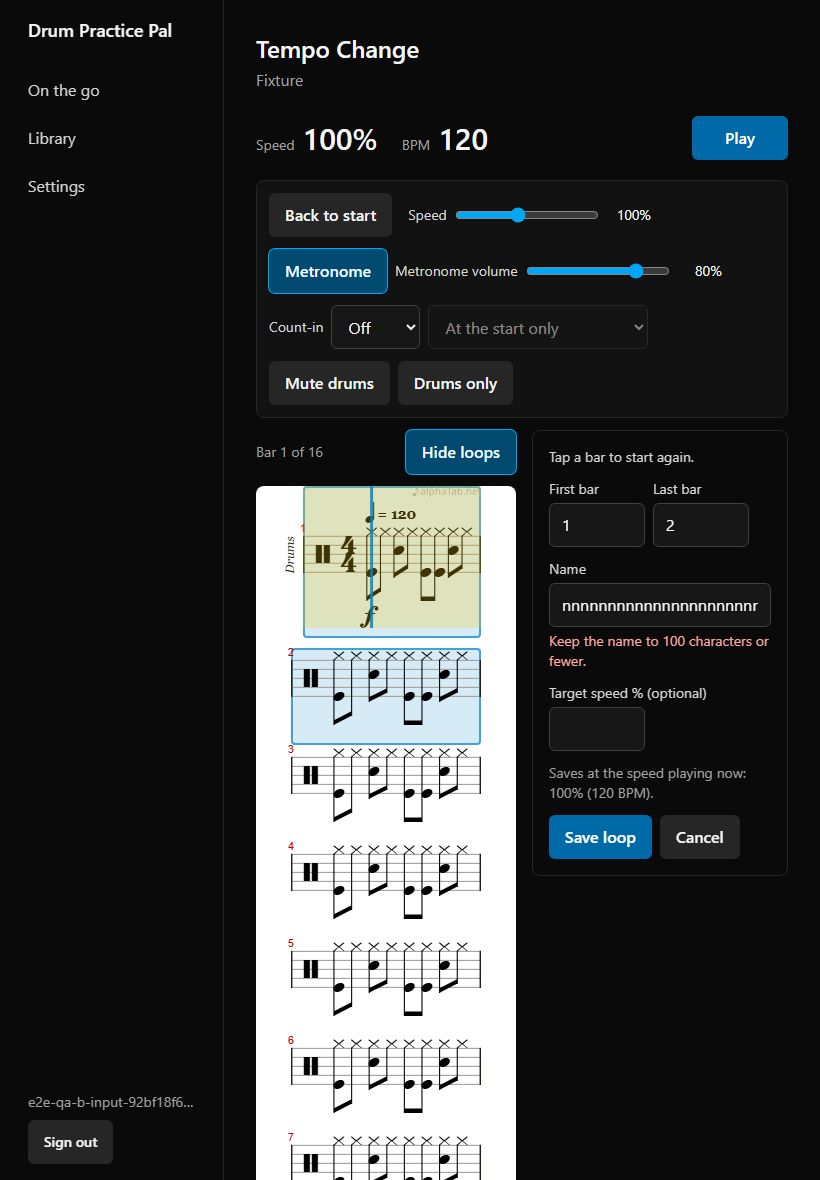 Drum Practice Pal
On the go
Library
Settings
e2e-qa-b-input-92bf18f6...
Sign out
Tempo Change
Fixture
Speed 100% BPM 120
Play
Back to start Speed 100%
Metronome Metronome volume 80%
Count-in Off At the start only
Mute drums Drums only
Bar 1 of 16
Hide loops
♪alphaTab.net
= 120
1
Drums
4
4
f
2
3
4
5
6
7
Tap a bar to start again.
First bar Last bar
1 2
Name
Keep the name to 100 characters or
fewer.
Target speed % (optional)
Saves at the speed playing now:
100% (120 BPM).
Save loop Cancel